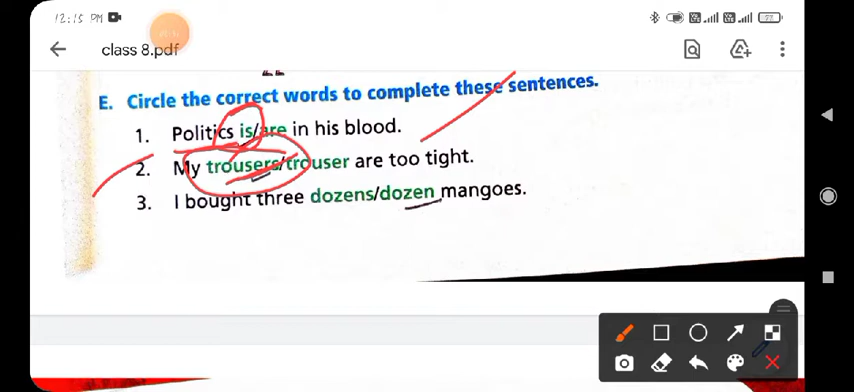 12:15 PM
class 8.pdf
E. Circle the correct words to complete these sentences.
1. Politics is/are in his blood.
2. My trousers/trouser are too tight.
3. I bought three dozens/dozen mangoes.